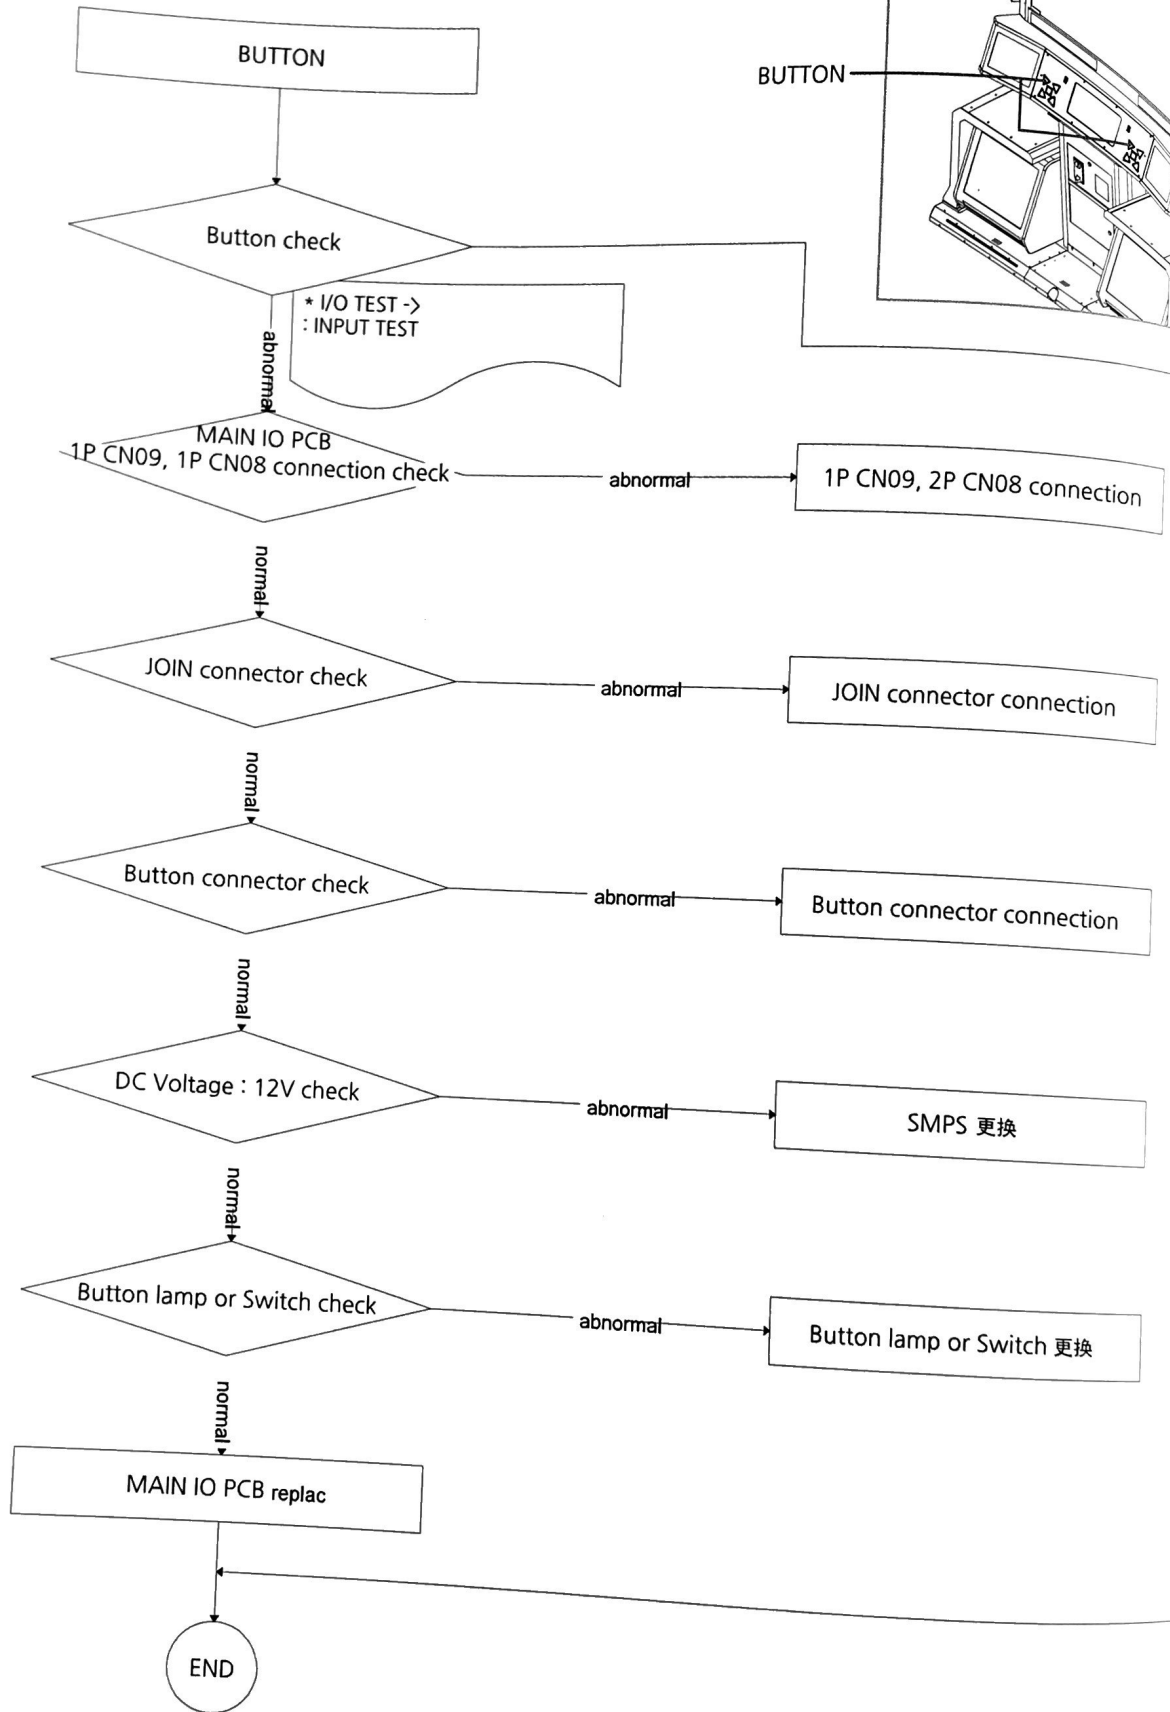 BUTTON
BUTTON
Button check
* I/O TEST ->
: INPUT TEST
abnormal
MAIN IO PCB
1P CN09, 1P CN08 connection check
abnormal
1P CN09, 2P CN08 connection
normal
JOIN connector check
abnormal
JOIN connector connection
normal
Button connector check
abnormal
Button connector connection
normal
DC Voltage : 12V check
abnormal
SMPS 更换
normal
Button lamp or Switch check
abnormal
Button lamp or Switch 更换
normal
MAIN IO PCB replac
END